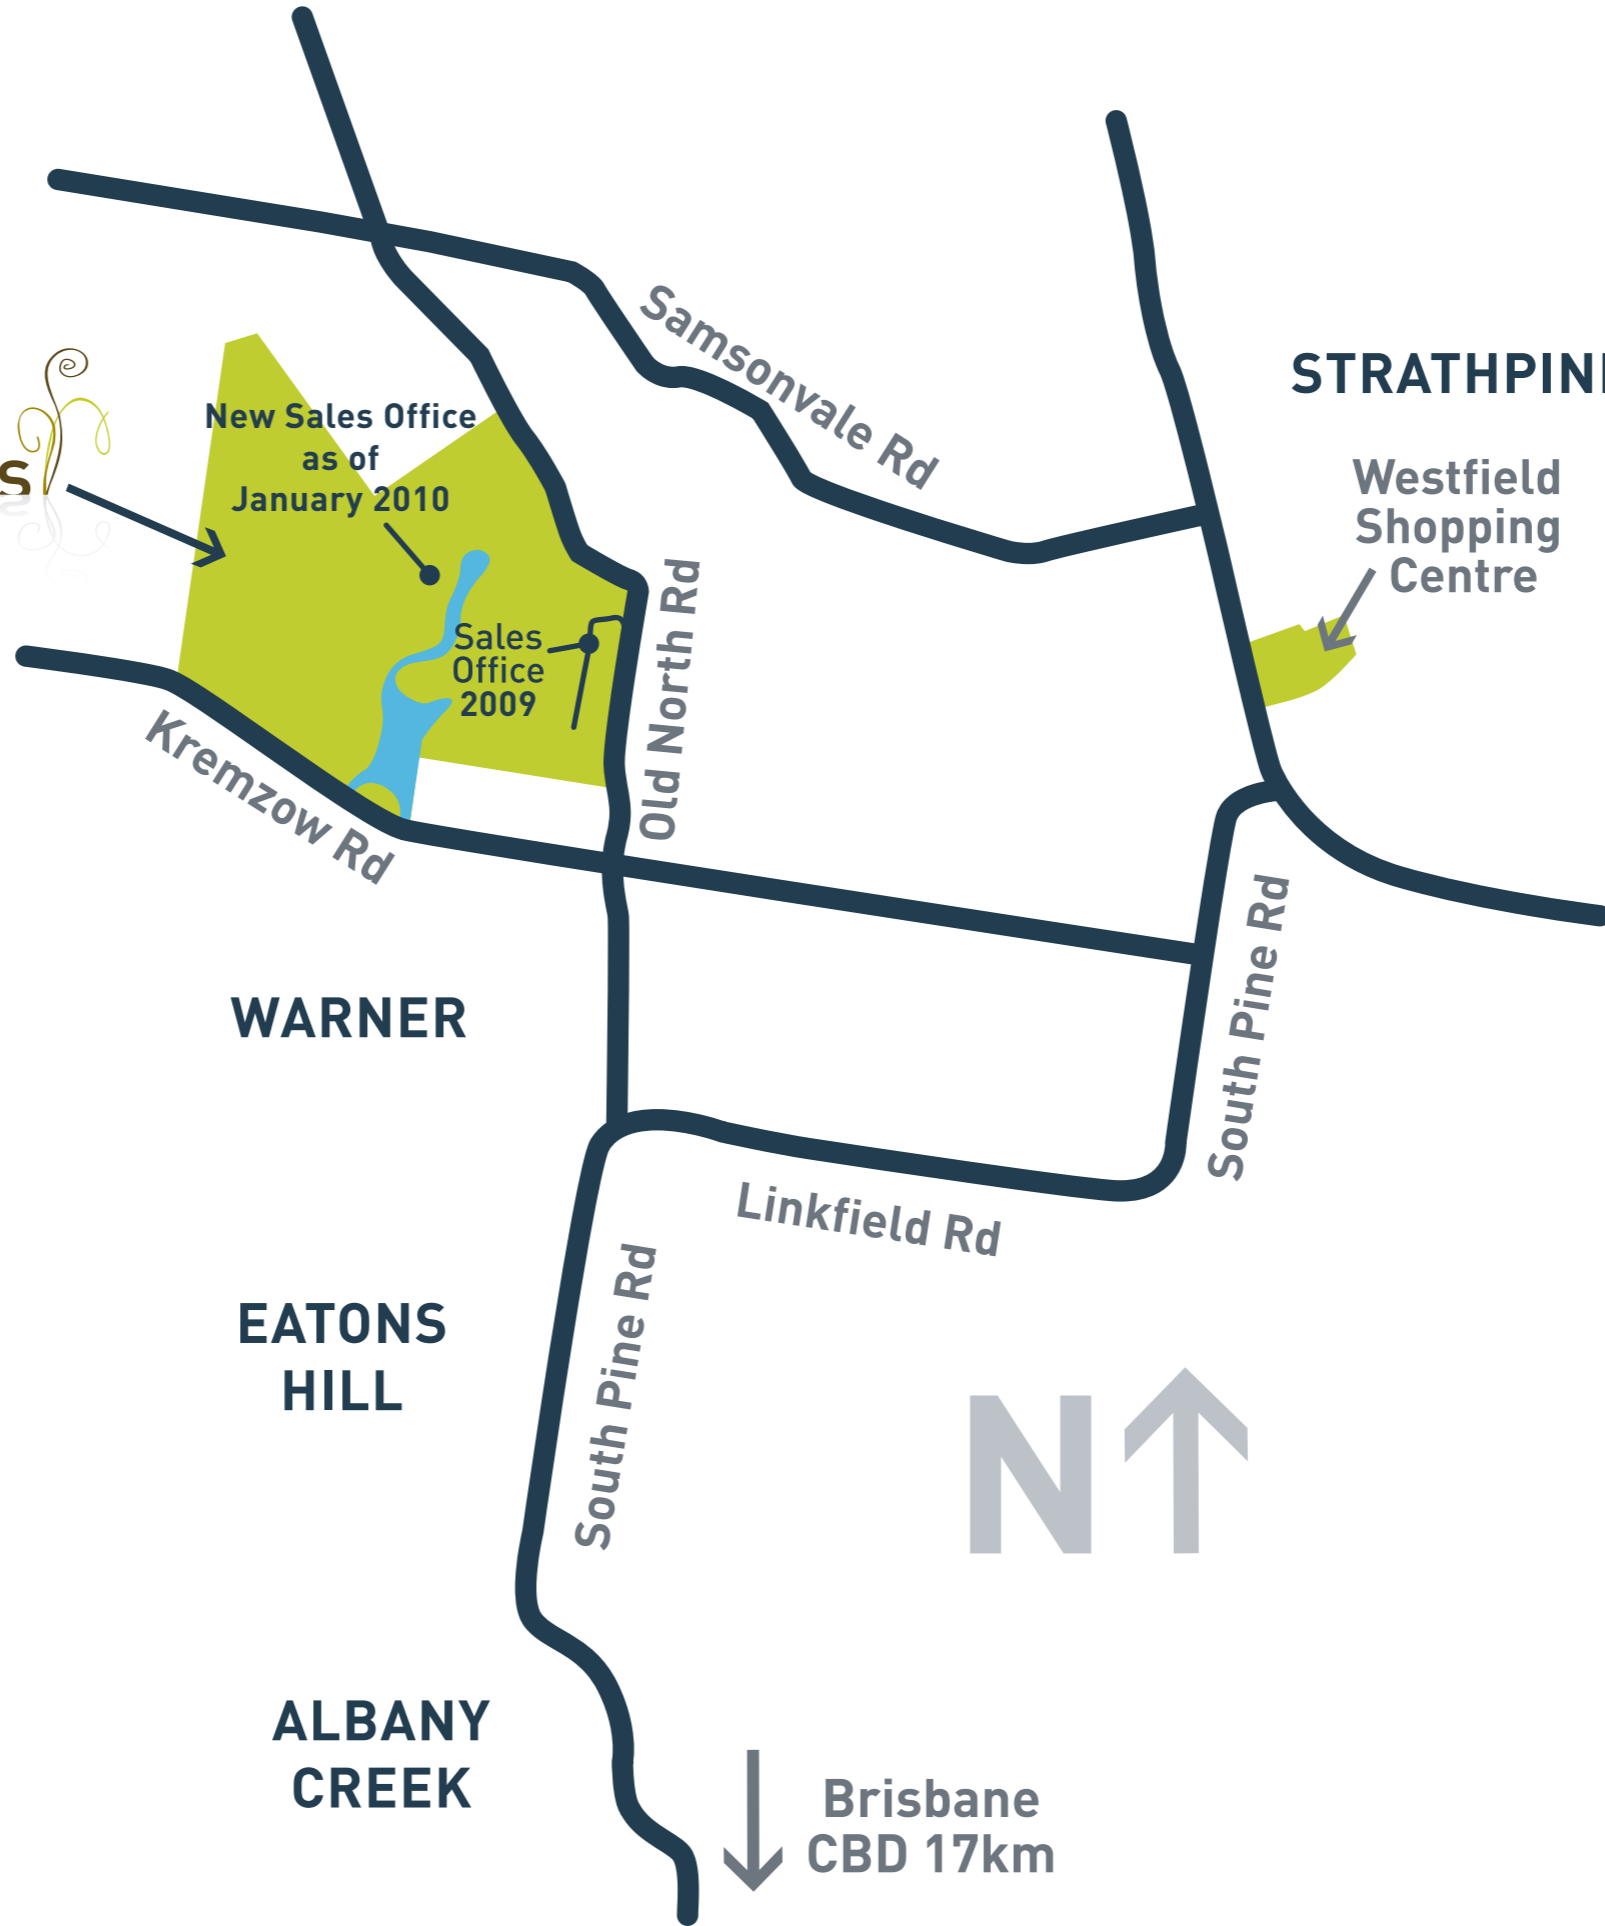 Samsonvale Rd
STRATHPIN
Westfield
Shopping
Centre
s
New Sales Office
as of
January 2010
Sales
Office
2009
Old North Rd
Kremzow Rd
South Pine Rd
WARNER
Linkfield Rd
South Pine Rd
EATONS
HILL
N
ALBANY
CREEK
Brisbane
CBD 17km